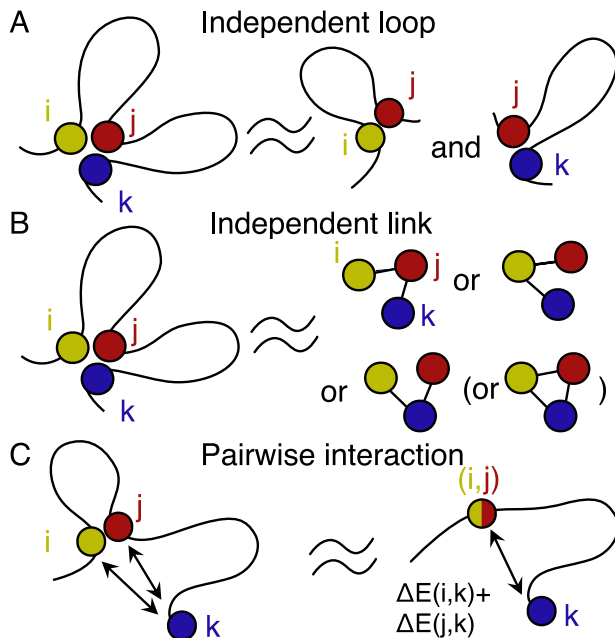 A Independent loop
i j k
j i and j k
B Independent link
i j k
i j k or
or (or )
C Pairwise interaction
i j k
(i,j)
ΔE(i,k)+
ΔE(j,k)
k